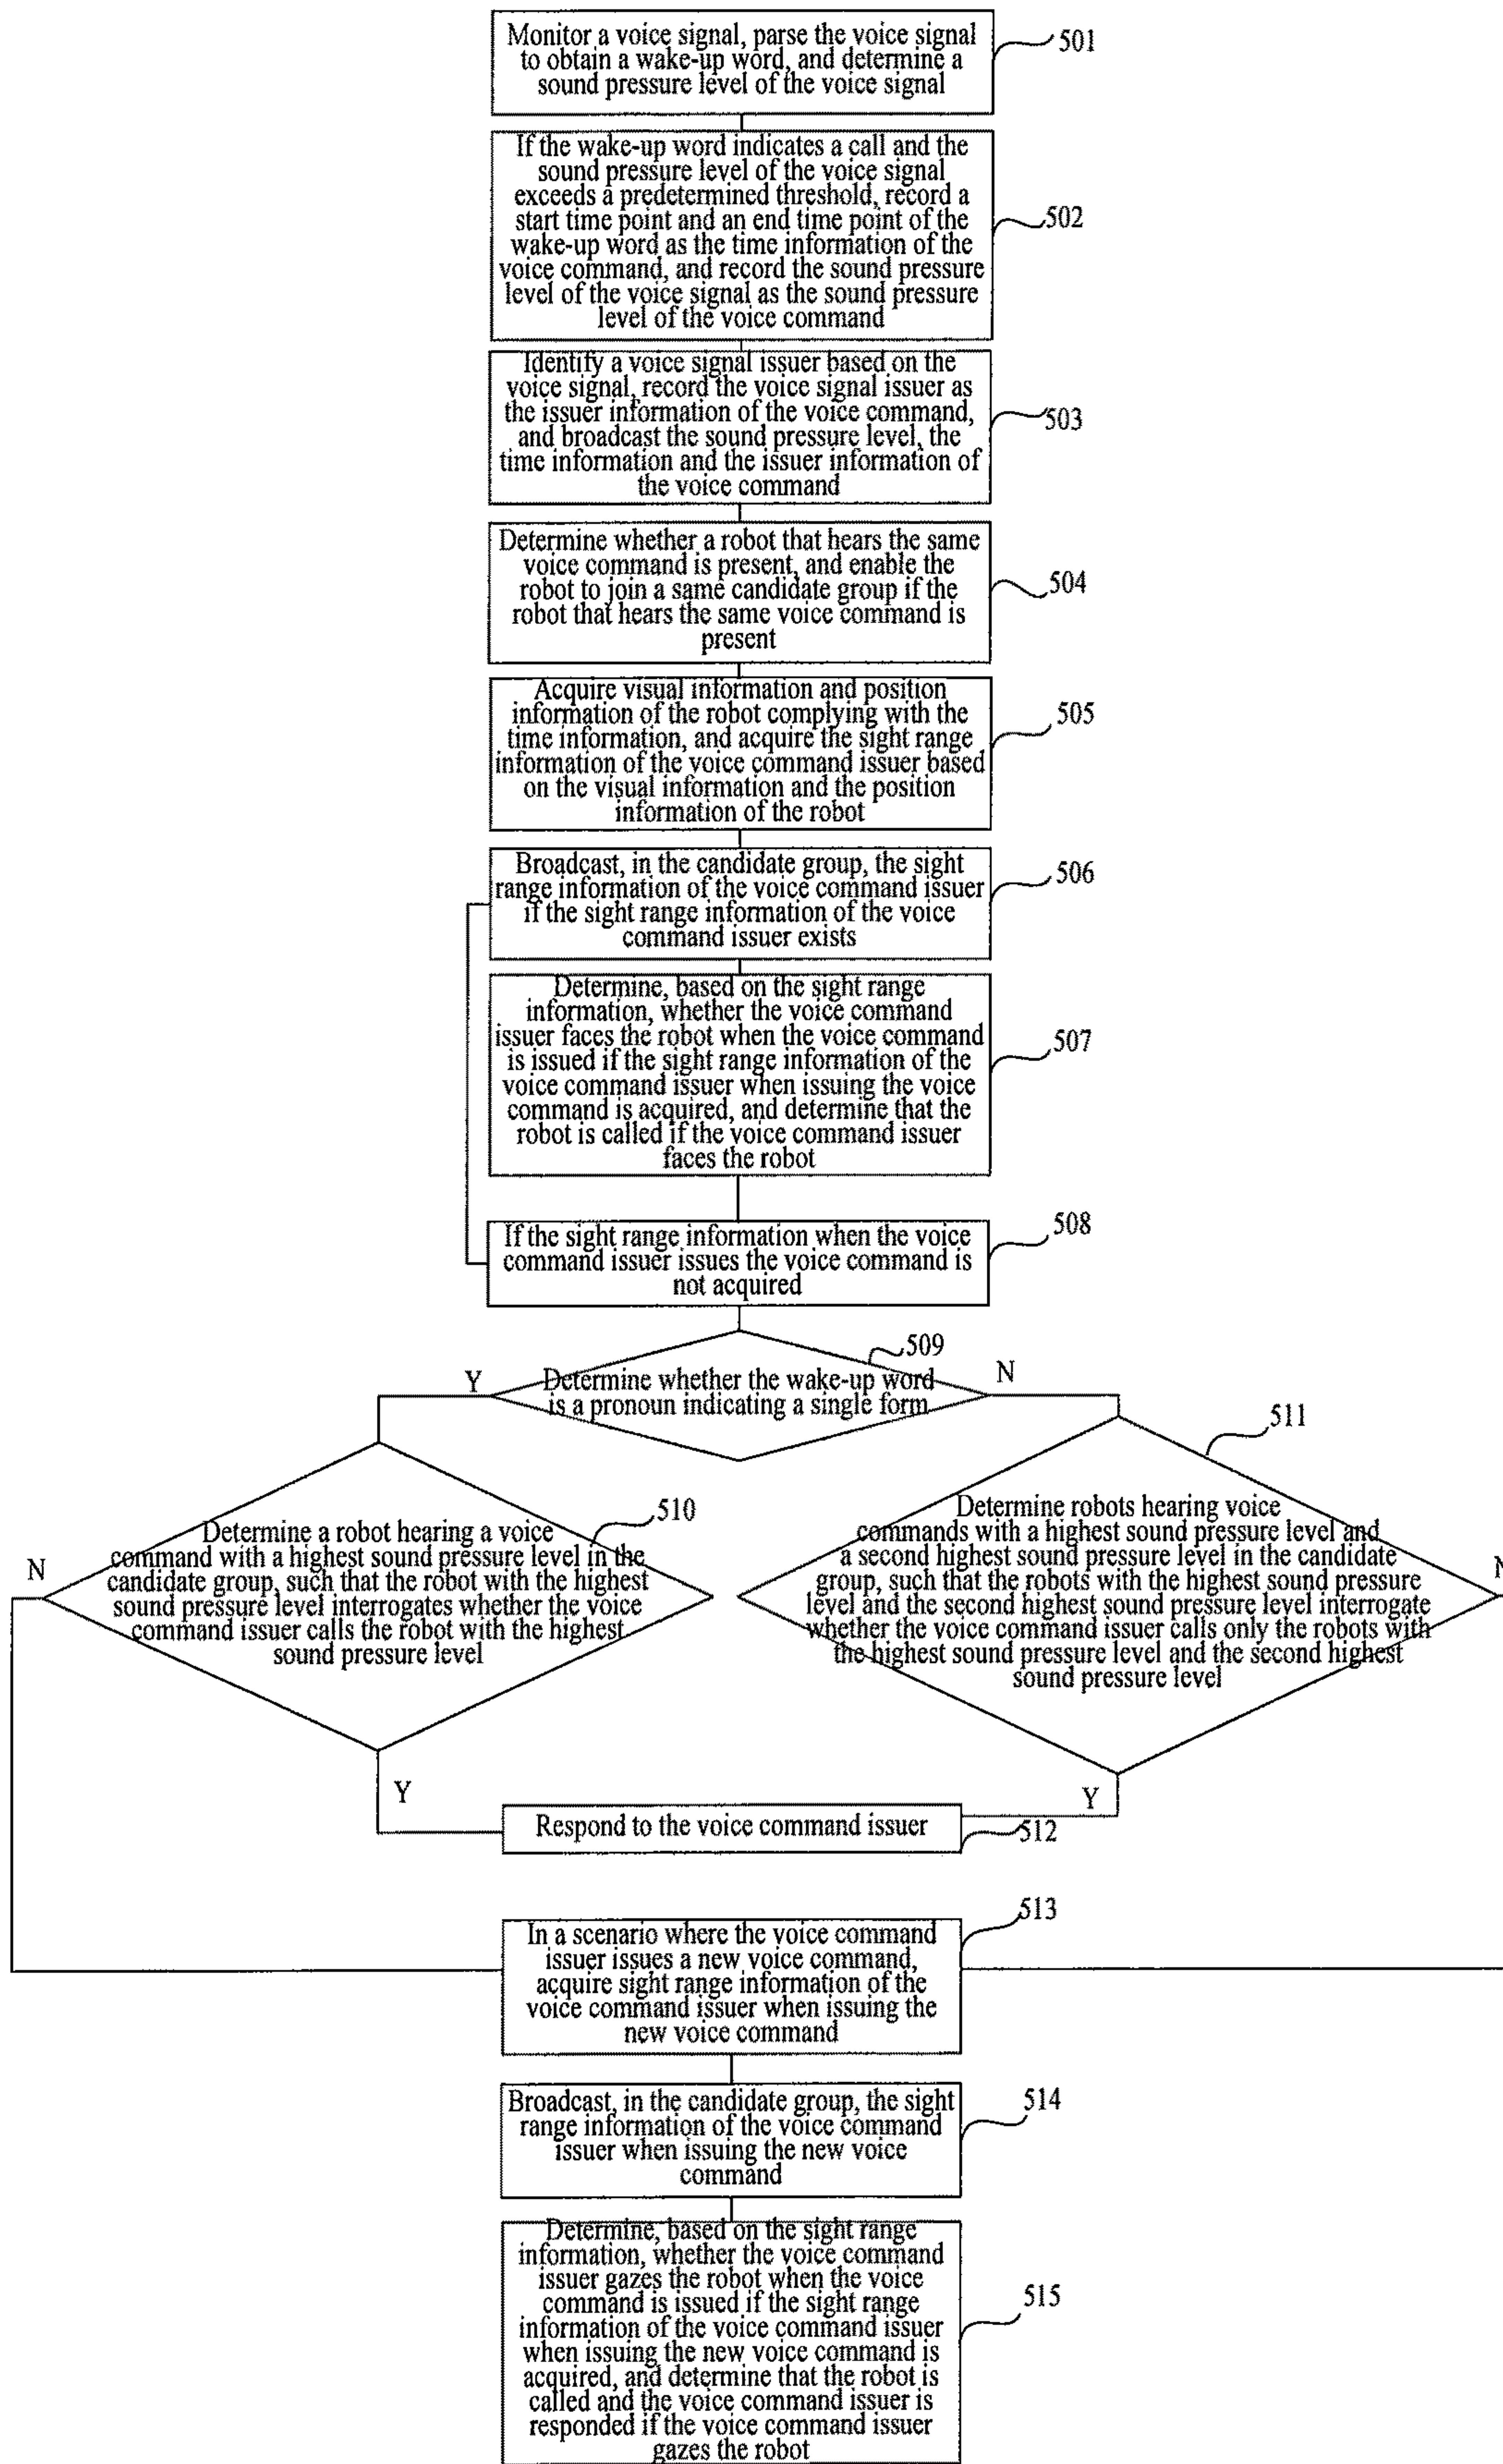 Monitor a voice signal, parse the voice signal
to obtain a wake-up word, and determine a
sound pressure level of the voice signal
501
If the wake-up word indicates a call and the
sound pressure level of the voice signal
exceeds a predetermined threshold, record a
start time point and an end time point of the
wake-up word as the time information of the
voice command, and record the sound pressure
level of the voice signal as the sound pressure
level of the voice command
502
Identify a voice signal issuer based on the
voice signal, record the voice signal issuer as
the issuer information of the voice command,
and broadcast the sound pressure level, the
time information and the issuer information of
the voice command
503
Determine whether a robot that hears the same
voice command is present, and enable the
robot to join a same candidate group if the
robot that hears the same voice command is
present
504
Acquire visual information and position
information of the robot complying with the
time information, and acquire the sight range
information of the voice command issuer based
on the visual information and the position
information of the robot
505
Broadcast, in the candidate group, the sight
range information of the voice command issuer
if the sight range information of the voice
command issuer exists
506
Determine, based on the sight range
information, whether the voice command
issuer faces the robot when the voice command
is issued if the sight range information of the
voice command issuer when issuing the voice
command is acquired, and determine that the
robot is called if the voice command issuer
faces the robot
507
If the sight range information when the voice
command issuer issues the voice command is
not acquired
508
509
Y
Determine whether the wake-up word
is a pronoun indicating a single form
N
510
N
Determine a robot hearing a voice
command with a highest sound pressure level in the
candidate group, such that the robot with the highest
sound pressure level interrogates whether the voice
command issuer calls the robot with the highest
sound pressure level
Y
511
Determine robots hearing voice
commands with a highest sound pressure level and
a second highest sound pressure level in the candidate
group, such that the robots with the highest sound pressure
level and the second highest sound pressure level interrogate
whether the voice command issuer calls only the robots with
the highest sound pressure level and the second highest
sound pressure level
N
Y
Respond to the voice command issuer
512
In a scenario where the voice command
issuer issues a new voice command,
acquire sight range information of the
voice command issuer when issuing the
new voice command
513
Broadcast, in the candidate group, the sight
range information of the voice command
issuer when issuing the new voice
command
514
Determine, based on the sight range
information, whether the voice command
issuer gazes the robot when the voice
command is issued if the sight range
information of the voice command issuer
when issuing the new voice command is
acquired, and determine that the robot is
called and the voice command issuer is
responded if the voice command issuer
gazes the robot
515